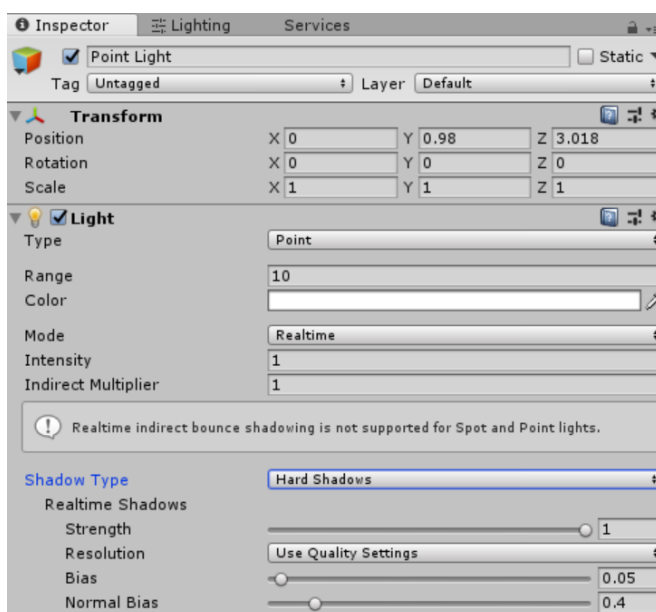 Inspector Lighting Services
Point Light Static
Tag Untagged Layer Default
Transform
Position X 0 Y 0.98 Z 3.018
Rotation X 0 Y 0 Z 0
Scale X 1 Y 1 Z 1
Light
Type Point
Range 10
Color
Mode Realtime
Intensity 1
Indirect Multiplier 1
Realtime indirect bounce shadowing is not supported for Spot and Point lights.
Shadow Type Hard Shadows
Realtime Shadows
Strength 1
Resolution Use Quality Settings
Bias 0.05
Normal Bias 0.4